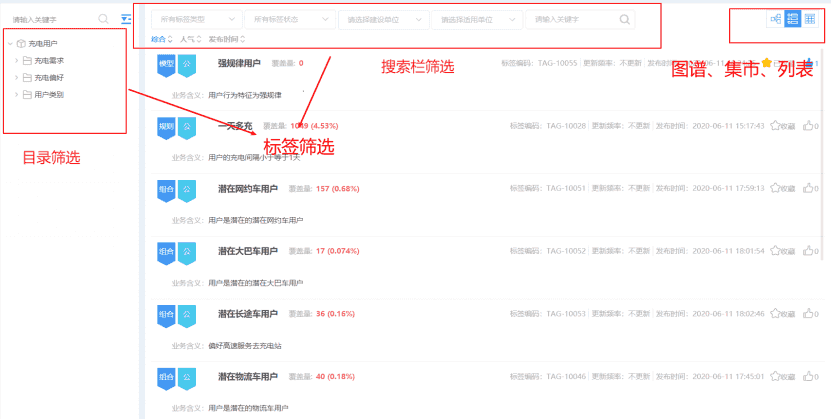 请输入关键字
充电用户
充电需求
充电偏好
用户类别
目录筛选
所有标签类型
所有标签状态
请选择建设单位
请选择适用单位
请输入关键字
综合 人气 发布时间
搜索栏筛选
图谱、集市、列表
标签筛选
模型 公 强规律用户 覆盖量: 0 标签编码: TAG-10055 更新频率: 不更新 发布时间: 1
业务含义: 用户行为特征为强规律
规则 公 一天多充 覆盖量: 1049 (4.53%) 标签编码: TAG-10028 更新频率: 不更新 发布时间: 2020-06-11 15:17:43 收藏 0
业务含义: 用户的充电间隔小于等于1天
组合 公 潜在网约车用户 覆盖量: 157 (0.68%) 标签编码: TAG-10051 更新频率: 不更新 发布时间: 2020-06-11 17:59:13 收藏 0
业务含义: 用户是潜在的潜在网约车用户
组合 公 潜在大巴车用户 覆盖量: 17 (0.074%) 标签编码: TAG-10052 更新频率: 不更新 发布时间: 2020-06-11 18:01:54 收藏 0
业务含义: 用户是潜在的潜在大巴车用户
组合 公 潜在长途车用户 覆盖量: 36 (0.16%) 标签编码: TAG-10053 更新频率: 不更新 发布时间: 2020-06-11 18:02:46 收藏 0
业务含义: 偏好高速服务去充电站
组合 公 潜在物流车用户 覆盖量: 40 (0.18%) 标签编码: TAG-10046 更新频率: 不更新 发布时间: 2020-06-11 17:45:01 收藏 0
业务含义: 用户是潜在的物流车用户